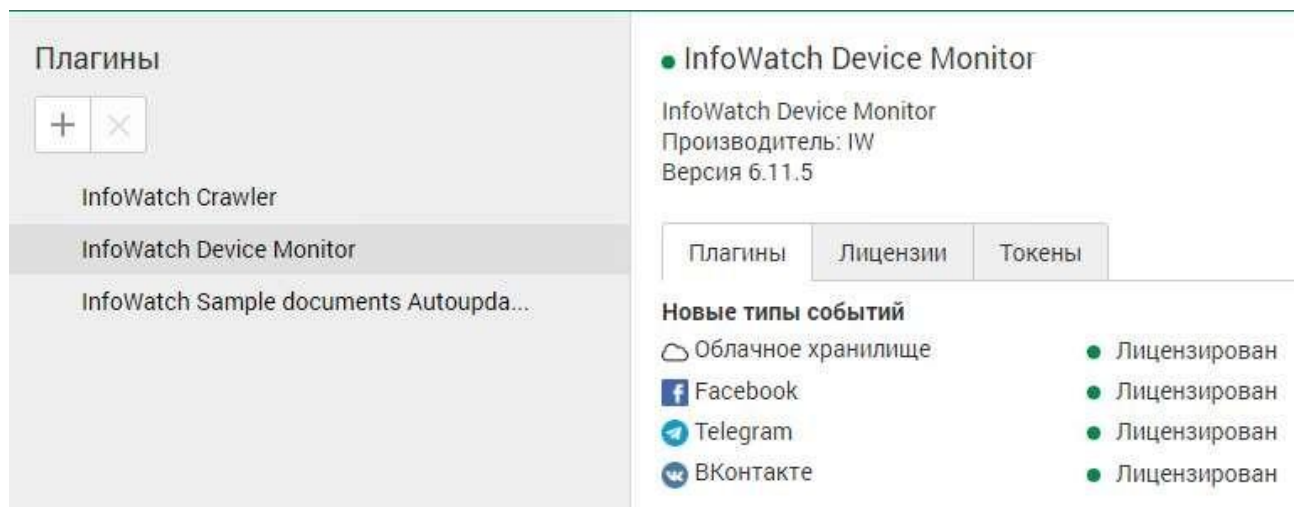 Плагины
InfoWatch Crawler
InfoWatch Device Monitor
InfoWatch Sample documents Autoupda...
InfoWatch Device Monitor
InfoWatch Device Monitor
Производитель: IW
Версия 6.11.5
Плагины Лицензии Токены
Новые типы событий
Облачное хранилище Лицензирован
Facebook Лицензирован
Telegram Лицензирован
ВКонтакте Лицензирован